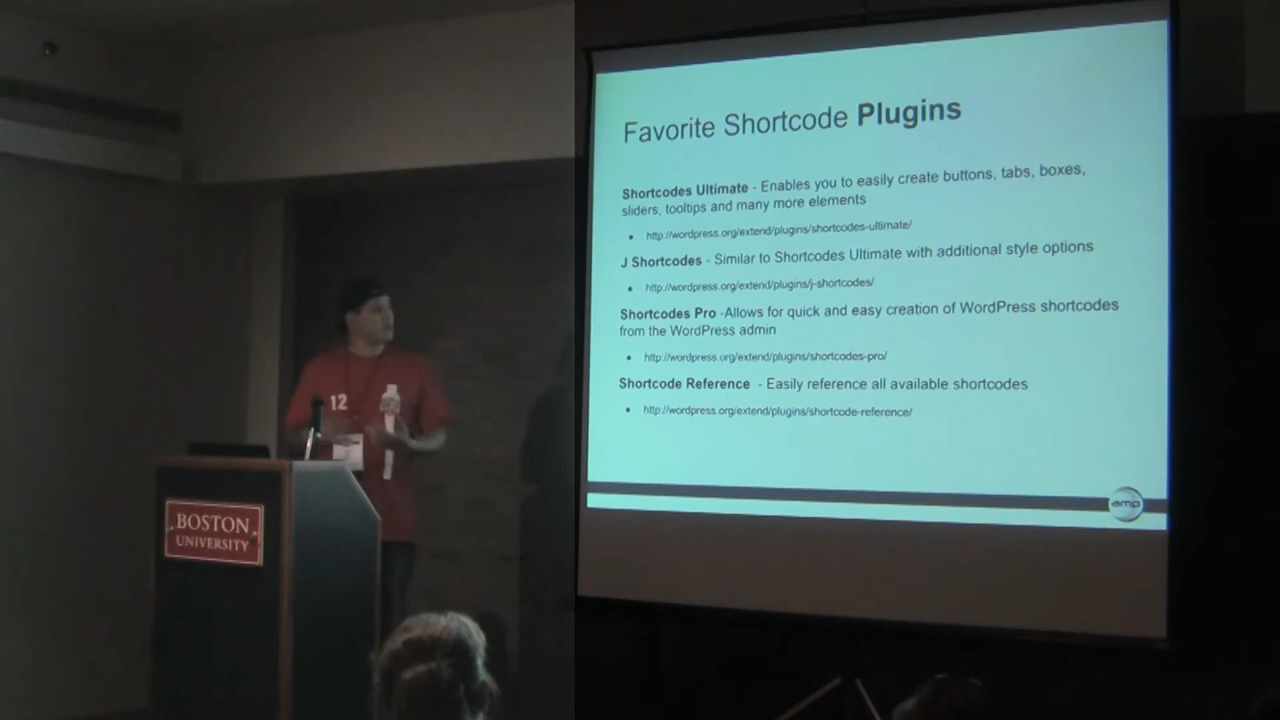 Favorite Shortcode Plugins
Shortcodes Ultimate - Enables you to easily create buttons, tabs, boxes,
sliders, tooltips and many more elements
• http://wordpress.org/extend/plugins/shortcodes-ultimate/
J Shortcodes - Similar to Shortcodes Ultimate with additional style options
• http://wordpress.org/extend/plugins/j-shortcodes/
Shortcodes Pro -Allows for quick and easy creation of WordPress shortcodes
from the WordPress admin
• http://wordpress.org/extend/plugins/shortcodes-pro/
Shortcode Reference - Easily reference all available shortcodes
• http://wordpress.org/extend/plugins/shortcode-reference/
amp
12
BOSTON
UNIVERSITY